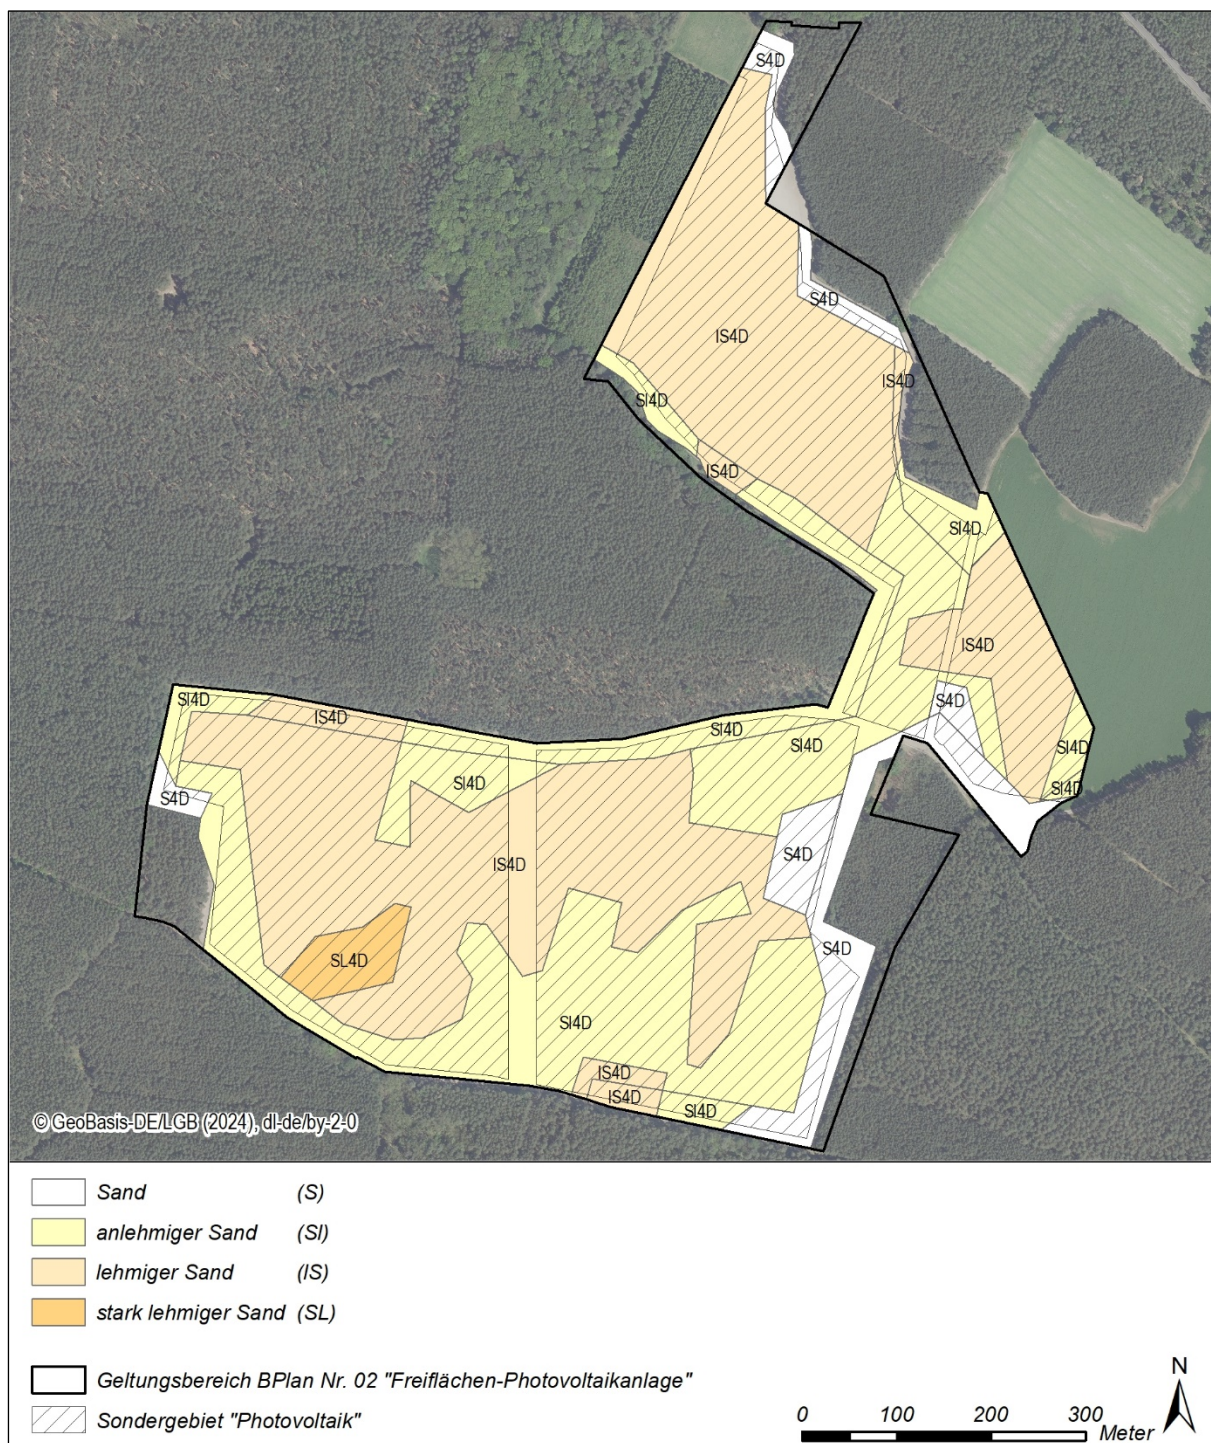 S4D
S4D
lS4D
lS4D
Sl4D
lS4D
Sl4D
lS4D
Sl4D
S4D
lS4D
Sl4D
Sl4D
Sl4D
Sl4D
Sl4D
S4D
lS4D
S4D
S4D
SL4D
Sl4D
lS4D
lS4D
Sl4D
© GeoBasis-DE/LGB (2024), dl-de/by-2-0
Sand (S)
anlehmiger Sand (Sl)
lehmiger Sand (lS)
stark lehmiger Sand (SL)
Geltungsbereich BPlan Nr. 02 "Freiflächen-Photovoltaikanlage"
Sondergebiet "Photovoltaik"
N
0 100 200 300
Meter